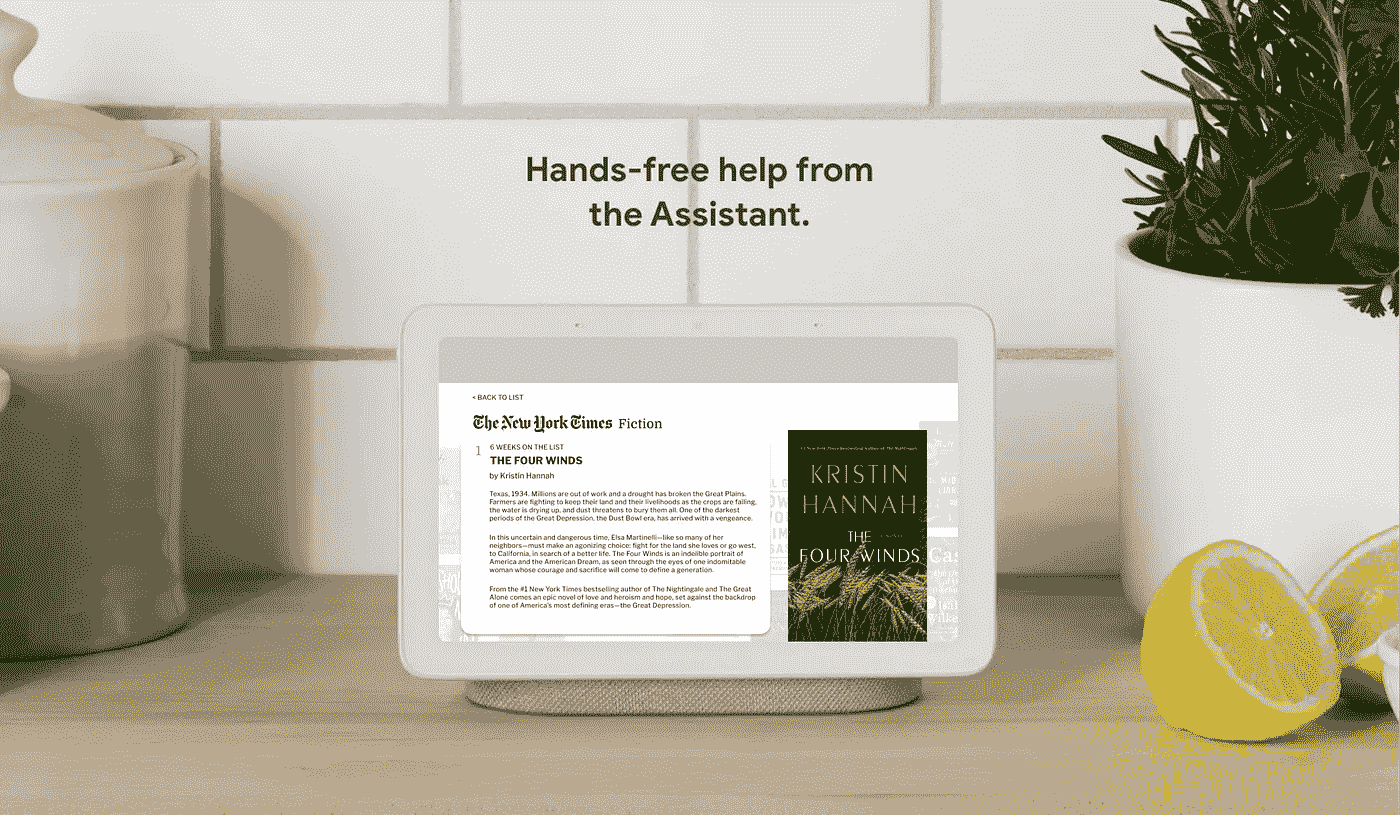 Hands-free help from
the Assistant.
< BACK TO LIST
The New York Times Fiction
1
6 WEEKS ON THE LIST
THE FOUR WINDS
by Kristin Hannah
Texas, 1934. Millions are out of work and a drought has broken the Great Plains.
Farmers are fighting to keep their land and their livelihoods as the crops are failing,
the water is drying up, and dust threatens to bury them all. One of the darkest
periods of the Great Depression, the Dust Bowl era, has arrived with a vengeance.
In this uncertain and dangerous time, Elsa Martinelli—like so many of her
neighbors—must make an agonizing choice: fight for the land she loves or go west,
to California, in search of a better life. The Four Winds is an indelible portrait of
America and the American Dream, as seen through the eyes of one indomitable
woman whose courage and sacrifice will come to define a generation.
From the #1 New York Times bestselling author of The Nightingale and The Great
Alone comes an epic novel of love and heroism and hope, set against the backdrop
of one of America's most defining eras—the Great Depression.
KRISTIN
HANNAH
THE
FOUR WINDS